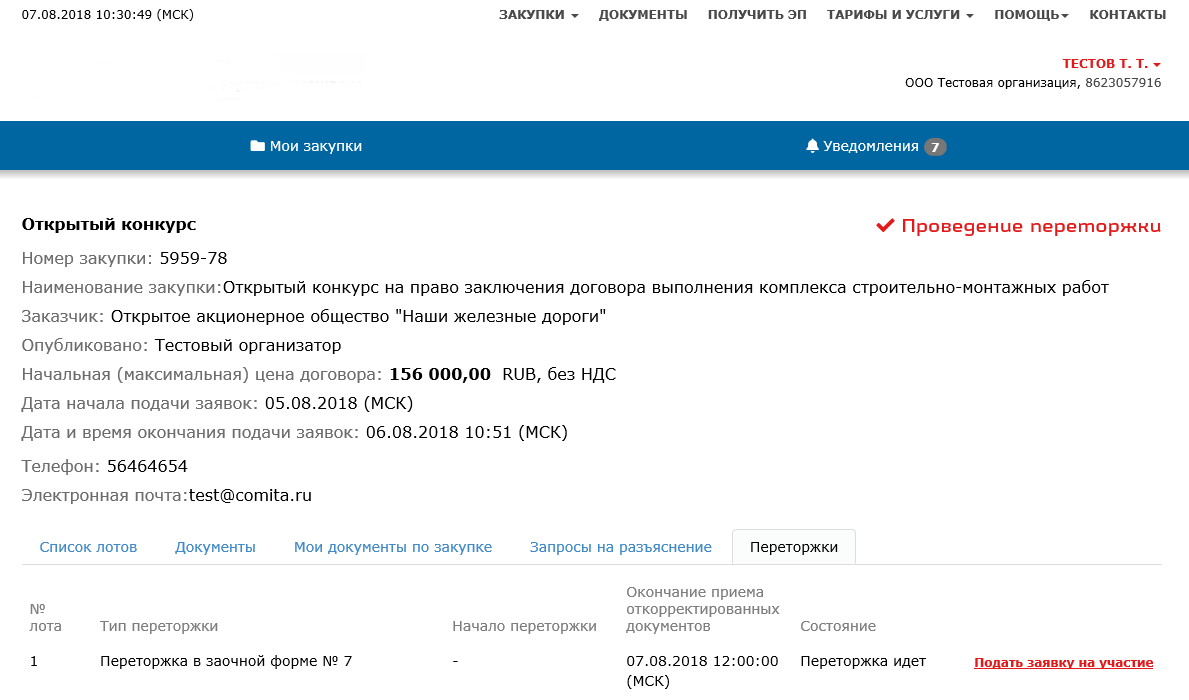 07.08.2018 10:30:49 (МСК) ЗАКУПКИ ДОКУМЕНТЫ ПОЛУЧИТЬ ЭП ТАРИФЫ И УСЛУГИ ПОМОЩЬ КОНТАКТЫ
ТЕСТОВ Т. Т.
ООО Тестовая организация, 8623057916
Мои закупки Уведомления 7
Открытый конкурс Проведение переторжки
Номер закупки: 5959-78
Наименование закупки:Открытый конкурс на право заключения договора выполнения комплекса строительно-монтажных работ
Заказчик: Открытое акционерное общество "Наши железные дороги"
Опубликовано: Тестовый организатор
Начальная (максимальная) цена договора: 156 000,00 RUB, без НДС
Дата начала подачи заявок: 05.08.2018 (МСК)
Дата и время окончания подачи заявок: 06.08.2018 10:51 (МСК)
Телефон: 56464654
Электронная почта:test@comita.ru
Список лотов Документы Мои документы по закупке Запросы на разъяснение Переторжки
№ лота Тип переторжки Начало переторжки Окончание приема откорректированных документов Состояние
1 Переторжка в заочной форме № 7 - 07.08.2018 12:00:00 (МСК) Переторжка идет Подать заявку на участие